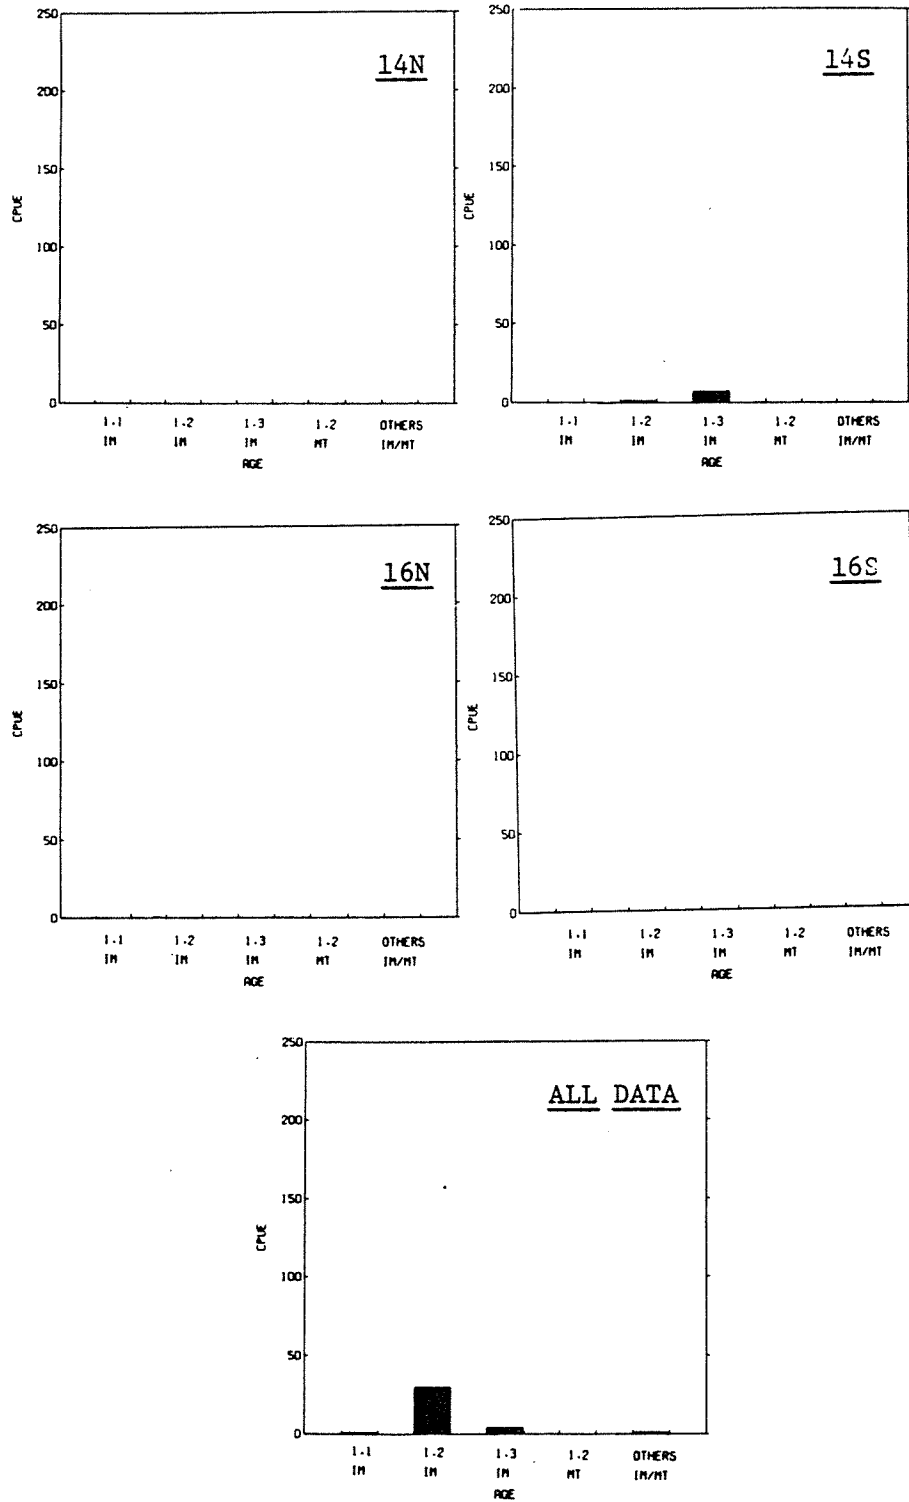 14N
250
200
150
100
50
0
CPUE
1.1 1.2 1.3 1.2 OTHERS
IM IM IM MT IM/MT
AGE
14S
250
200
150
100
50
0
CPUE
1.1 1.2 1.3 1.2 OTHERS
IM IM IM MT IM/MT
AGE
16N
250
200
150
100
50
0
CPUE
1.1 1.2 1.3 1.2 OTHERS
IM IM IM MT IM/MT
AGE
16S
250
200
150
100
50
0
CPUE
1.1 1.2 1.3 1.2 OTHERS
IM IM IM MT IM/MT
AGE
ALL DATA
250
200
150
100
50
0
CPUE
1.1 1.2 1.3 1.2 OTHERS
IM IM IM MT IM/MT
AGE